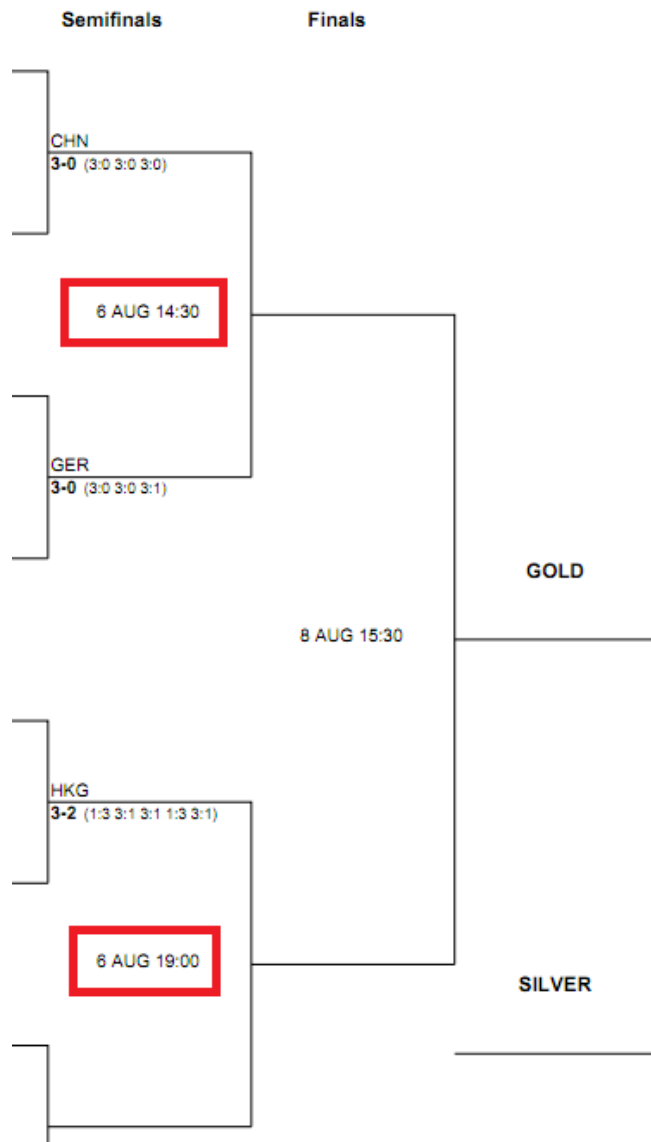 Semifinals Finals
CHN
3-0 (3:0 3:0 3:0)
6 AUG 14:30
GER
3-0 (3:0 3:0 3:1)
GOLD
8 AUG 15:30
HKG
3-2 (1:3 3:1 3:1 1:3 3:1)
6 AUG 19:00
SILVER